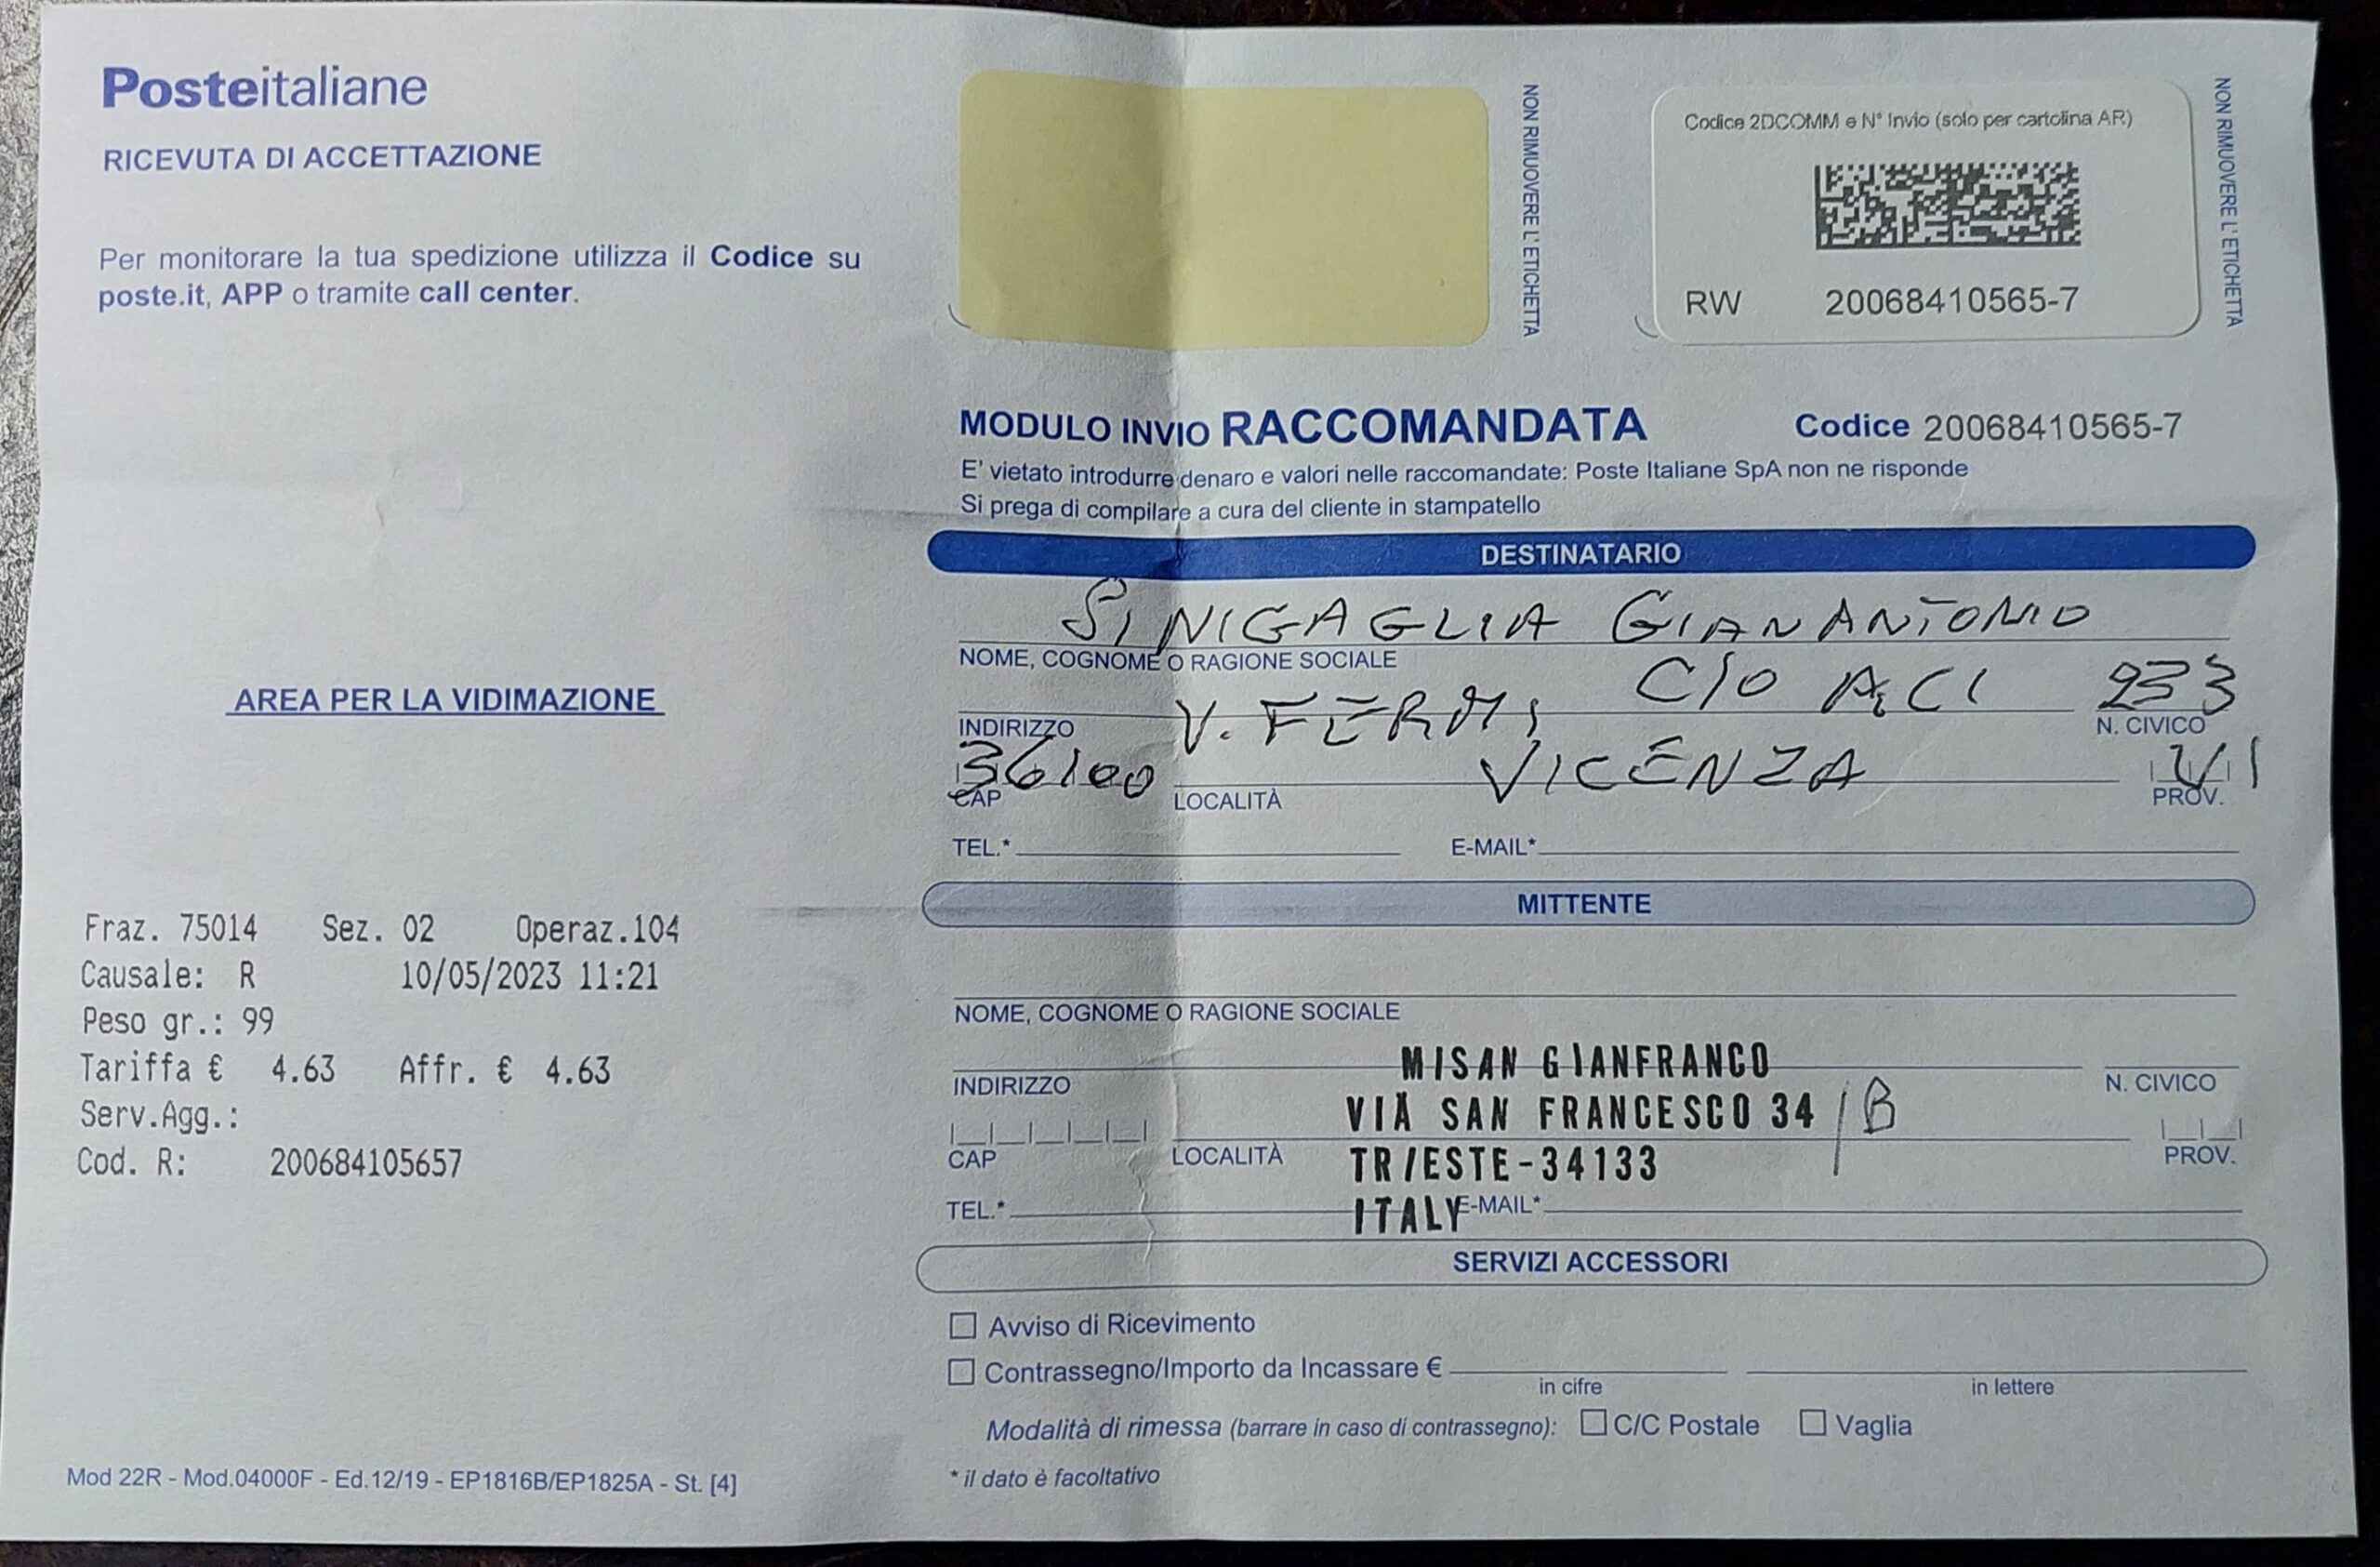 Posteitaliane
RICEVUTA DI ACCETTAZIONE
Per monitorare la tua spedizione utilizza il Codice su
poste.it, APP o tramite call center.
AREA PER LA VIDIMAZIONE
Fraz. 75014 Sez. 02 Operaz.104
Causale: R 10/05/2023 11:21
Peso gr.: 99
Tariffa € 4.63 Affr. € 4.63
Serv.Agg.:
Cod. R: 200684105657
Mod 22R - Mod.04000F - Ed.12/19 - EP1816B/EP1825A - St. [4]
NON RIMUOVERE L'ETICHETTA
Codice 2DCOMM e N° Invio (solo per cartolina AR)
RW 20068410565-7
NON RIMUOVERE L'ETICHETTA
MODULO INVIO RACCOMANDATA Codice 20068410565-7
E' vietato introdurre denaro e valori nelle raccomandate: Poste Italiane SpA non ne risponde
Si prega di compilare a cura del cliente in stampatello
DESTINATARIO
SINIGAGLIA GIANANTONIO
NOME, COGNOME O RAGIONE SOCIALE
V. FERMI C/O ACI 233
INDIRIZZO N. CIVICO
36100 VICENZA VI
CAP LOCALITÀ PROV.
TEL.* E-MAIL*
MITTENTE
NOME, COGNOME O RAGIONE SOCIALE
MISAN GIANFRANCO
INDIRIZZO N. CIVICO
VIA SAN FRANCESCO 34 /B
CAP LOCALITÀ PROV.
TRIESTE-34133
TEL.* E-MAIL*
ITALY
SERVIZI ACCESSORI
Avviso di Ricevimento
Contrassegno/Importo da Incassare €
in cifre in lettere
Modalità di rimessa (barrare in caso di contrassegno): C/C Postale Vaglia
* il dato è facoltativo